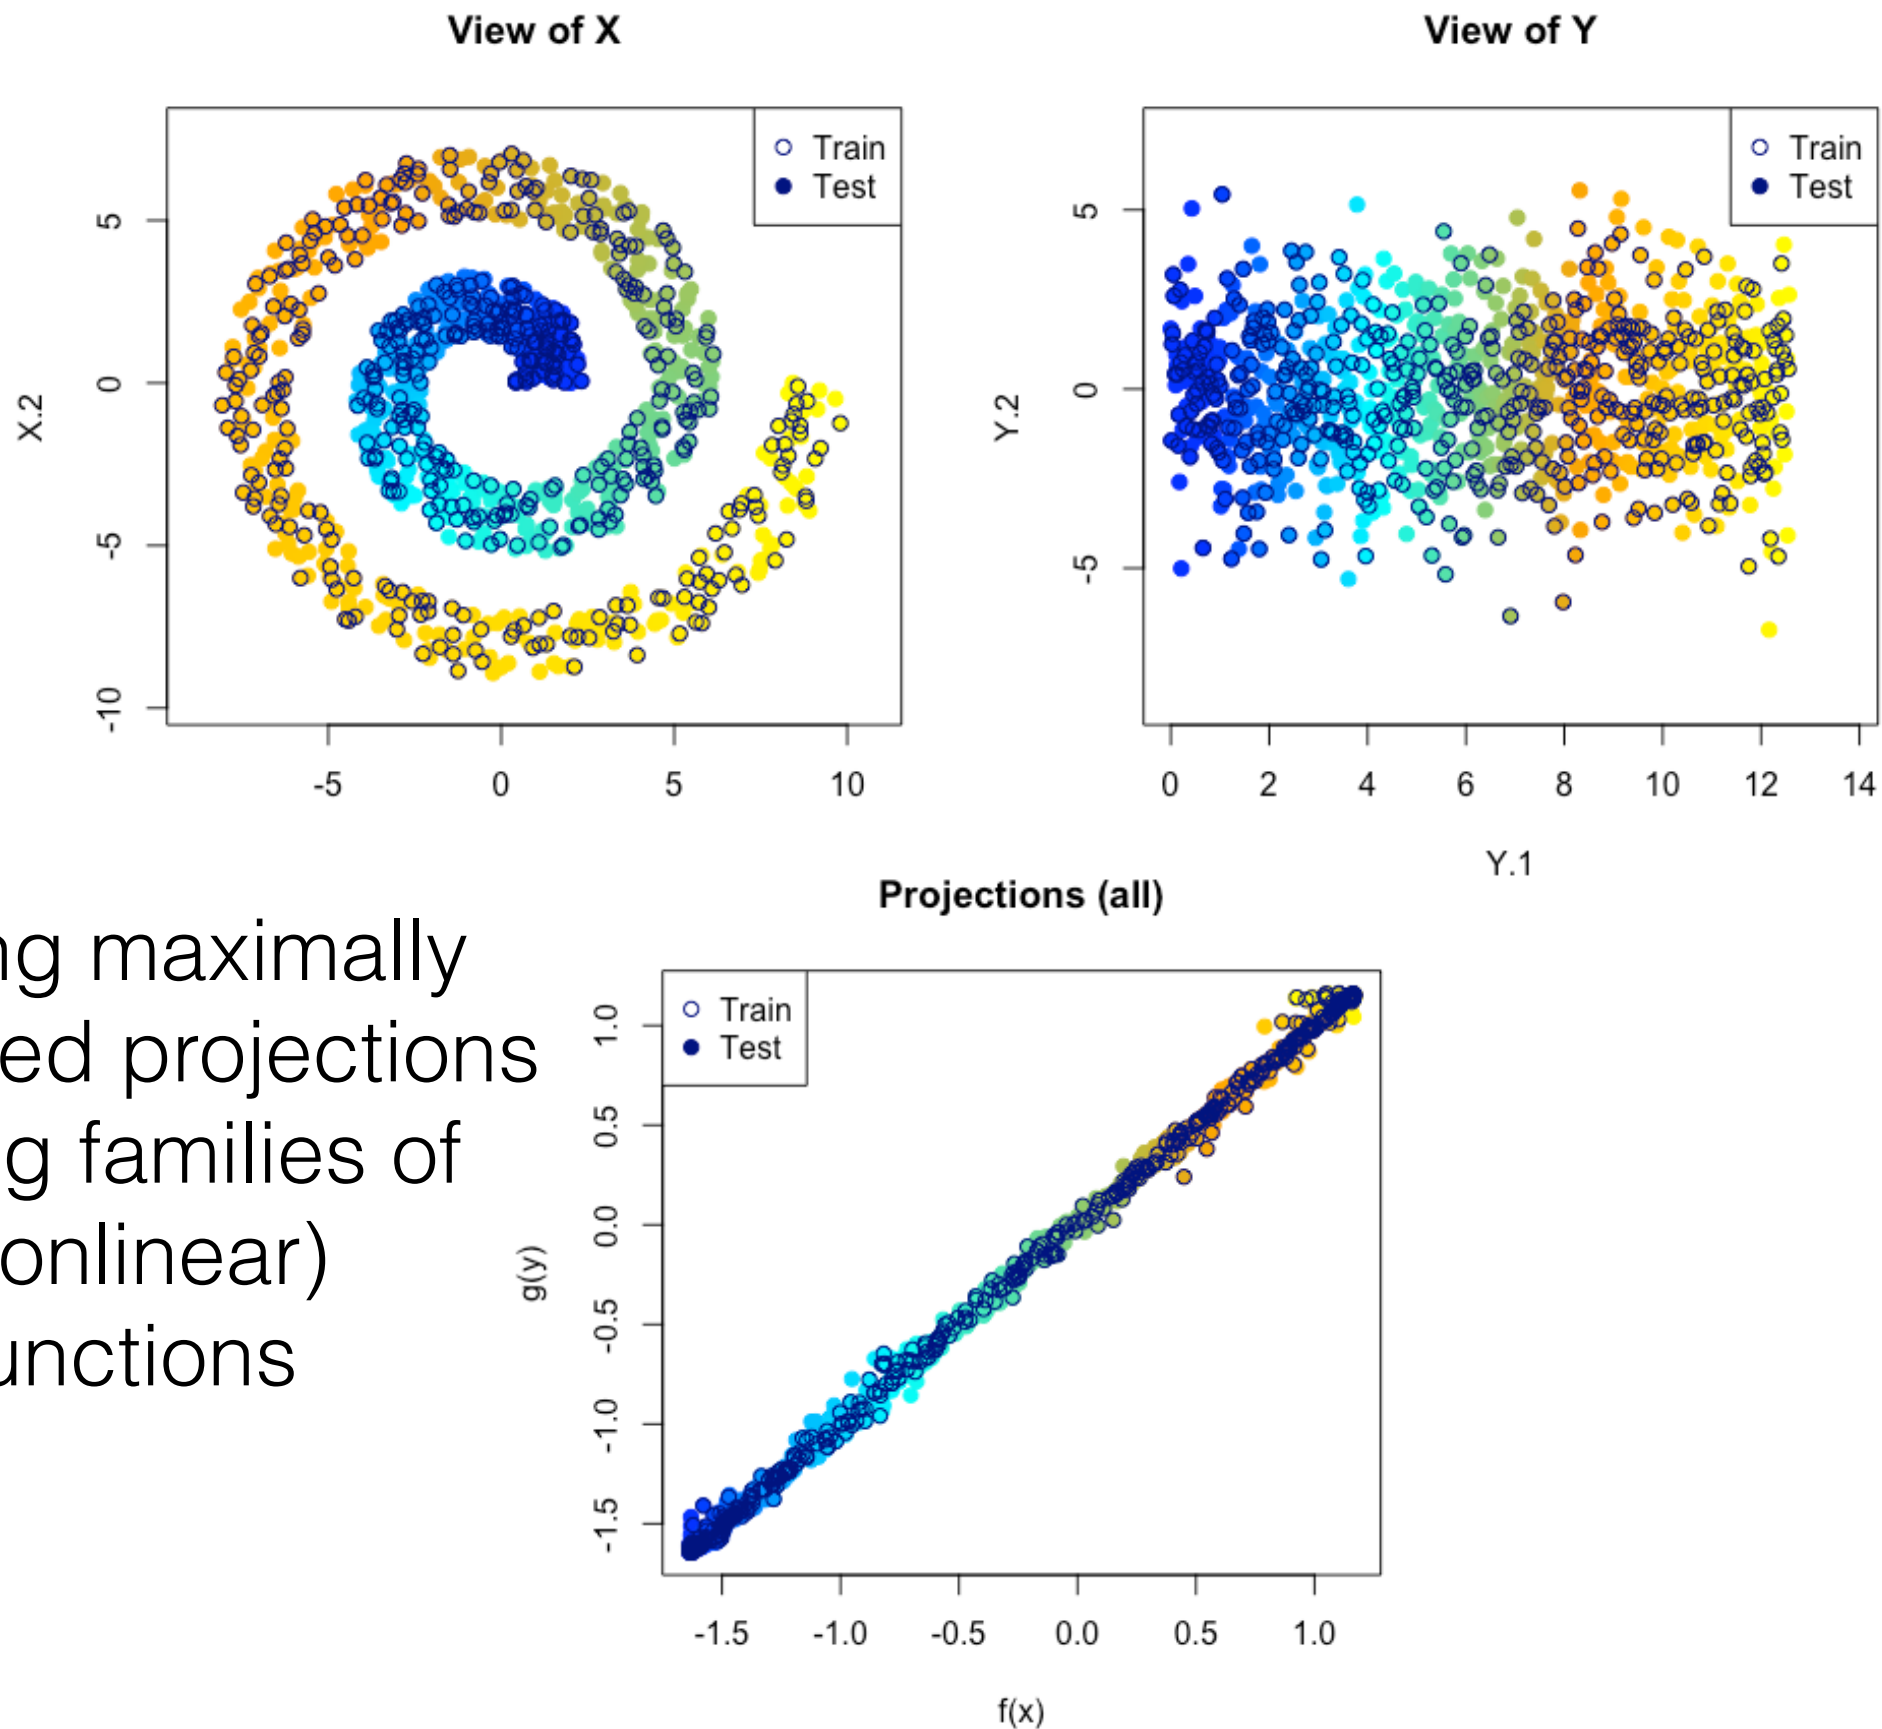 View of X
Train
Test
X.2
5
0
-5
-10
-5
0
5
10
View of Y
Train
Test
Y.2
5
0
-5
0
2
4
6
8
10
12
14
Y.1
ng maximally
ed projections
g families of
onlinear)
unctions
Projections (all)
Train
Test
g(y)
1.0
0.5
0.0
-0.5
-1.0
-1.5
-1.5
-1.0
-0.5
0.0
0.5
1.0
f(x)